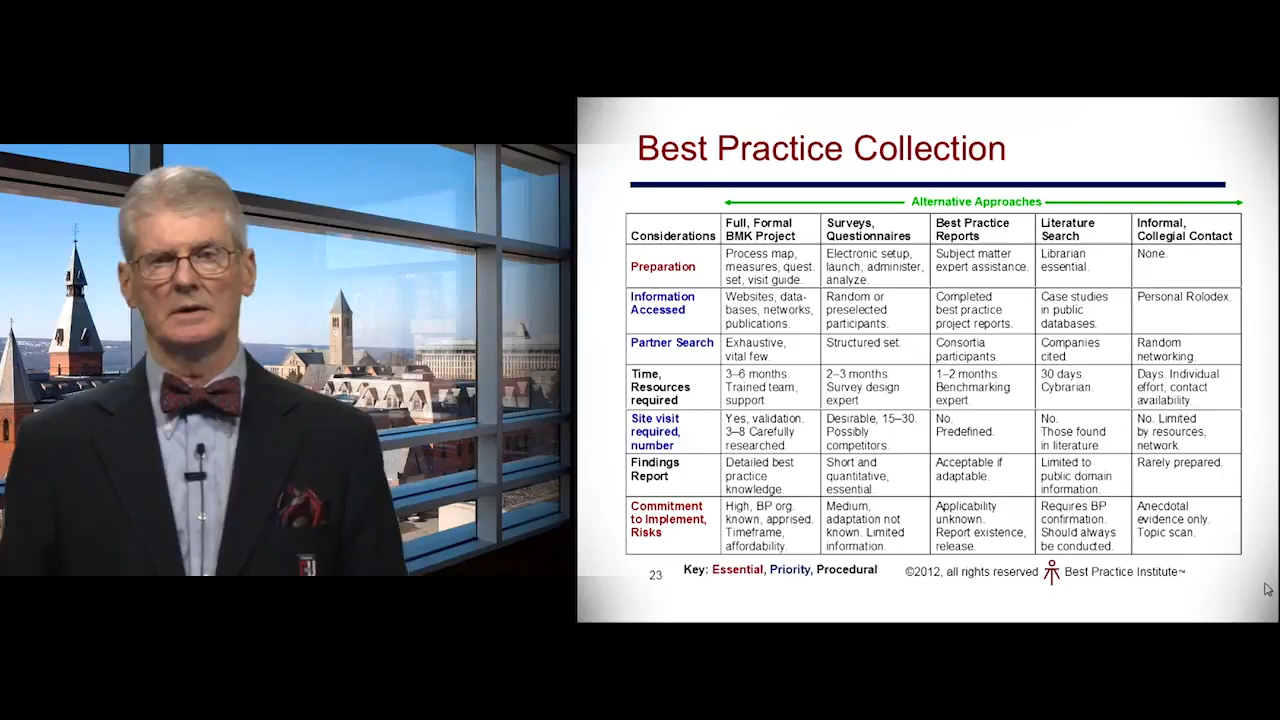 Best Practice Collection
Alternative Approaches
Considerations
Full, Formal
BMK Project
Surveys,
Questionnaires
Best Practice
Reports
Literature
Search
Informal,
Collegial Contact
Preparation
Process map,
measures, quest.
set, visit guide.
Electronic setup,
launch, administer,
analyze.
Subject matter
expert assistance.
Librarian
essential.
None.
Information
Accessed
Websites, data-
bases, networks,
publications.
Random or
preselected
participants.
Completed
best practice
project reports.
Case studies
in public
databases.
Personal Rolodex.
Partner Search
Exhaustive,
vital few.
Structured set.
Consortia
participants.
Companies
cited.
Random
networking.
Time,
Resources
required
3–6 months.
Trained team,
support.
2–3 months.
Survey design
expert
1–2 months.
Benchmarking
expert.
30 days.
Cybrarian.
Days. Individual
effort, contact
availability.
Site visit
required,
number
Yes, validation.
3–8 Carefully
researched.
Desirable, 15–30.
Possibly
competitors.
No.
Predefined.
No.
Those found
in literature.
No. Limited
by resources,
network.
Findings
Report
Detailed best
practice
knowledge.
Short and
quantitative,
essential.
Acceptable if
adaptable.
Limited to
public domain
information.
Rarely prepared.
Commitment
to Implement,
Risks
High, BP org.
known, apprised.
Timeframe,
affordability.
Medium,
adaptation not
known. Limited
information.
Applicability
unknown.
Report existence,
release.
Requires BP
confirmation.
Should always
be conducted.
Anecdotal
evidence only.
Topic scan.
23
Key: Essential, Priority, Procedural
©2012, all rights reserved
Best Practice Institute™